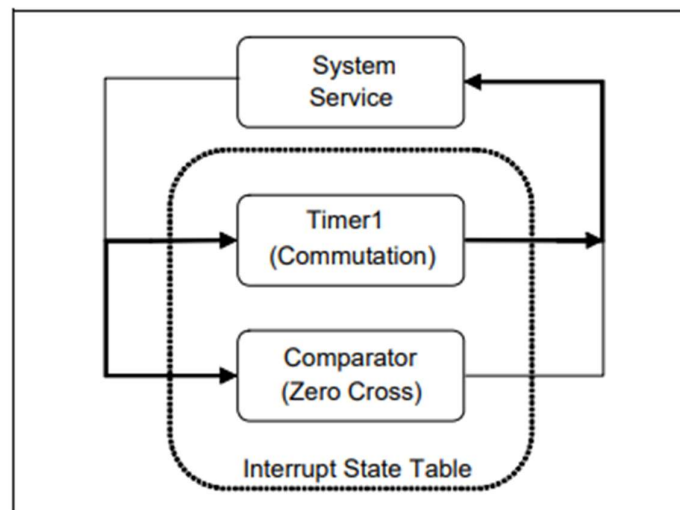 System
Service
Timer1
(Commutation)
Comparator
(Zero Cross)
Interrupt State Table